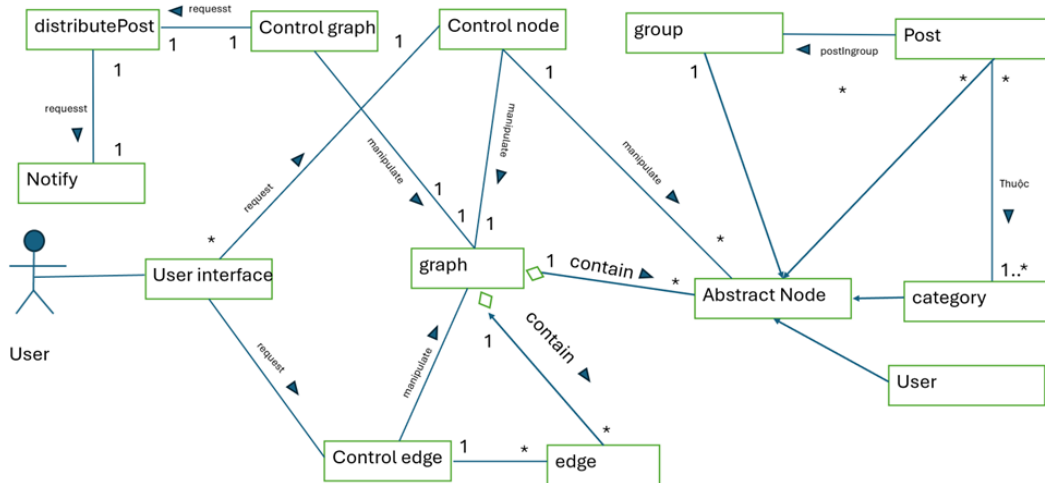 distributePost
requesst
1
1
Control graph
1
Control node
group
postIngroup
Post
1
1
1
*
*
*
requesst
1
Notify
manipulate
manipulate
manipulate
request
Thuộc
1
1
1
*
*
User interface
graph
1
contain
*
Abstract Node
1..*
category
User
request
manipulate
1
contain
User
Control edge
1
*
*
edge